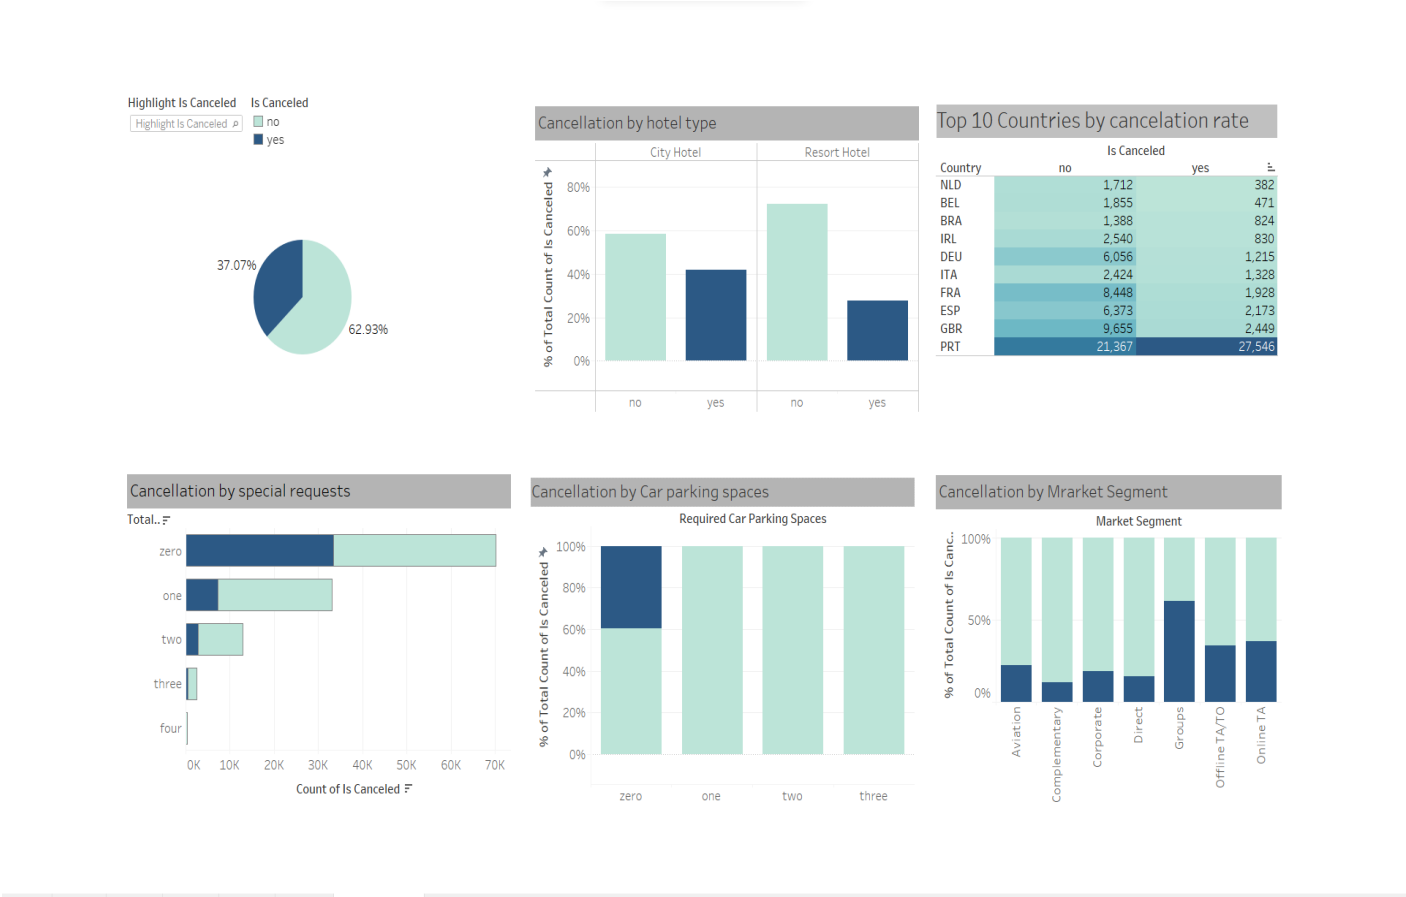 Highlight Is Canceled
Highlight Is Canceled
Is Canceled
no
yes
37.07%
62.93%
Cancellation by hotel type
City Hotel Resort Hotel
% of Total Count of Is Canceled
80%
60%
40%
20%
0%
no yes no yes
Top 10 Countries by cancelation rate
Is Canceled
Country no yes
NLD 1,712 382
BEL 1,855 471
BRA 1,388 824
IRL 2,540 830
DEU 6,056 1,215
ITA 2,424 1,328
FRA 8,448 1,928
ESP 6,373 2,173
GBR 9,655 2,449
PRT 21,367 27,546
Cancellation by special requests
Total..
zero
one
two
three
four
0K 10K 20K 30K 40K 50K 60K 70K
Count of Is Canceled
Cancellation by Car parking spaces
Required Car Parking Spaces
% of Total Count of Is Canceled
100%
80%
60%
40%
20%
0%
zero one two three
Cancellation by Mrarket Segment
Market Segment
% of Total Count of Is Canc..
100%
50%
0%
Aviation
Complementary
Corporate
Direct
Groups
Offline TA/TO
Online TA